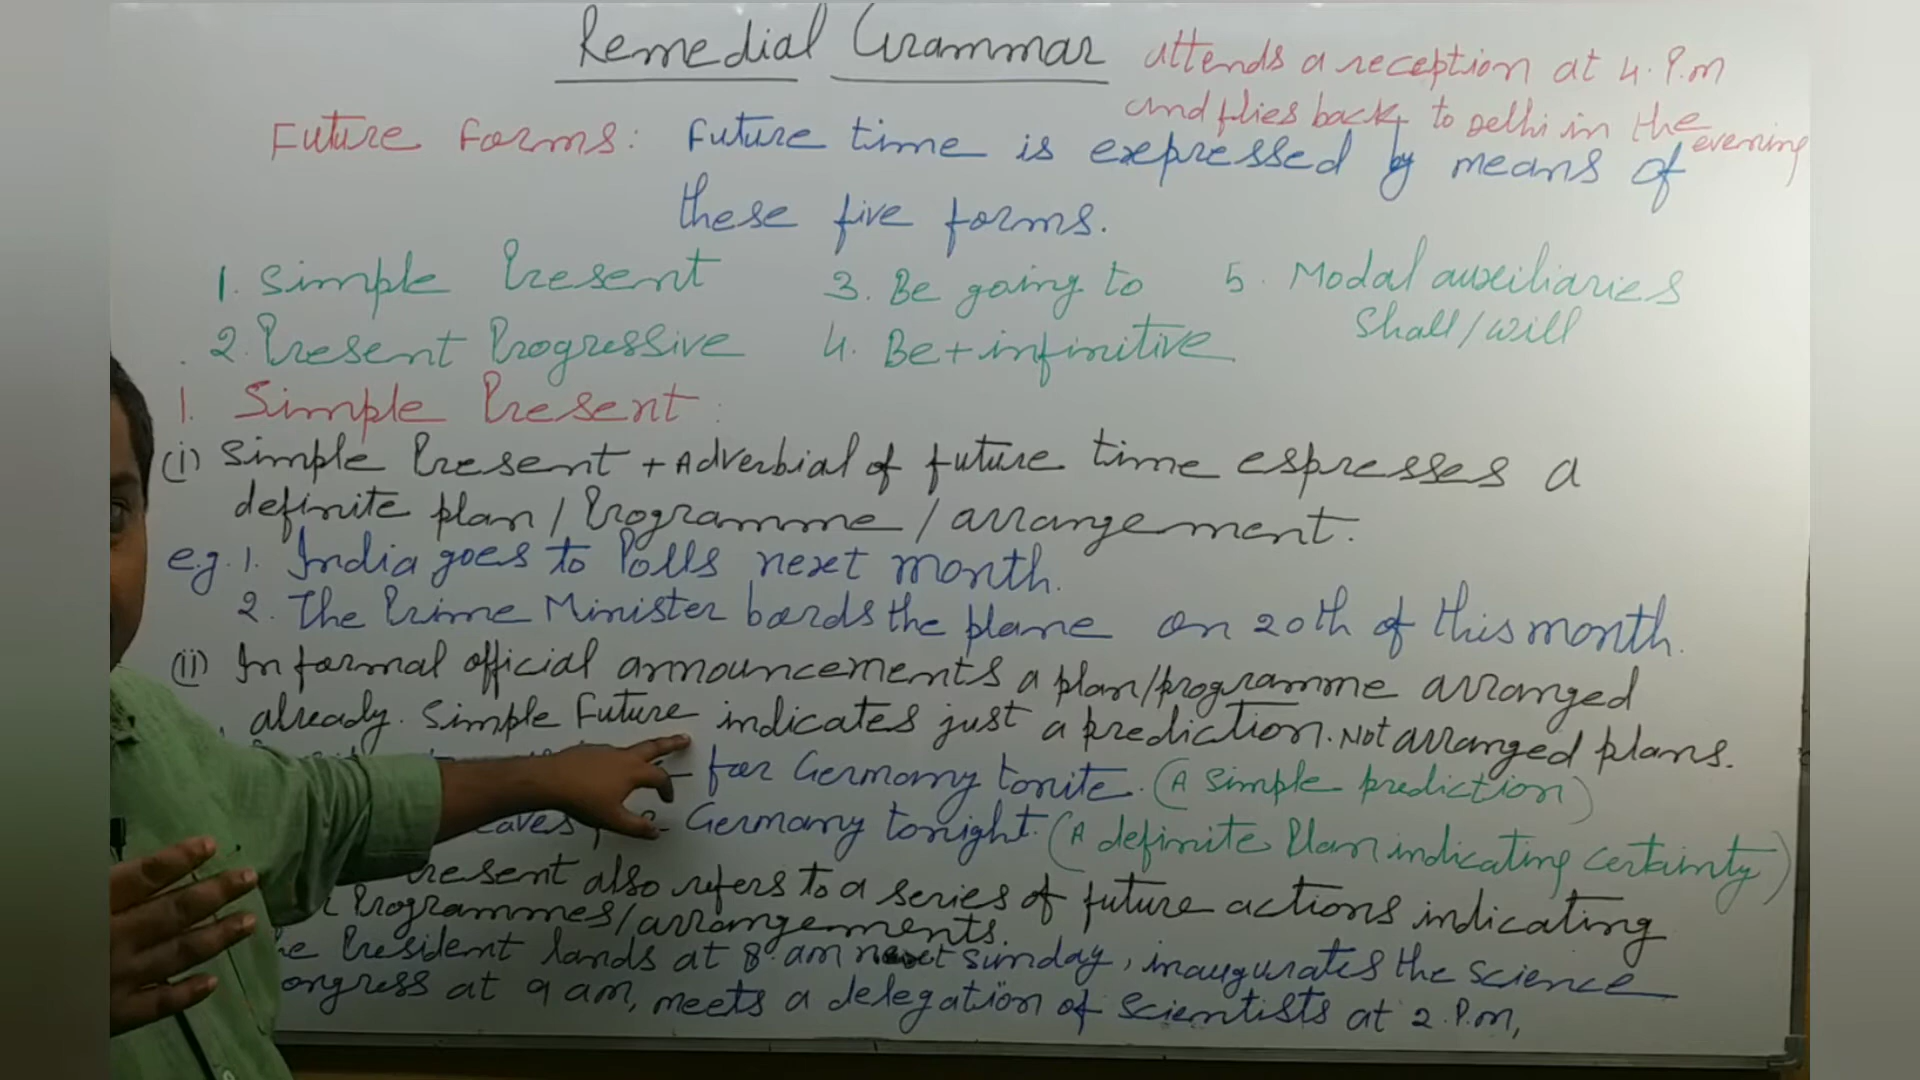 Remedial Grammar
attends a reception at 4. P.m
and flies back to Delhi in the evening
Future Forms: Future time is expressed by means of
these five forms.
1. Simple Present 3. Be going to 5. Modal auxiliaries
Shall/will
2. Present Progressive 4. Be + infinitive
1. Simple Present:
(i) Simple Present + Adverbial of future time espresses a
definite plan/Programme/arrangement.
e.g. 1. India goes to Polls next month.
2. The Prime Minister bords the plane on 20th of this month.
(ii) In formal official announcements a plan/programme arranged
already. Simple Future indicates just a prediction. Not arranged plans.
for Germany tonite. (A simple prediction)
Germany tonight. (A definite Plan indicating certainty)
resent also refers to a series of future actions indicating
Programmes/arrangements.
he President lands at 8 am next sunday, inaugurates the science
ongress at 9 am, meets a delegation of scientists at 2. P.m,